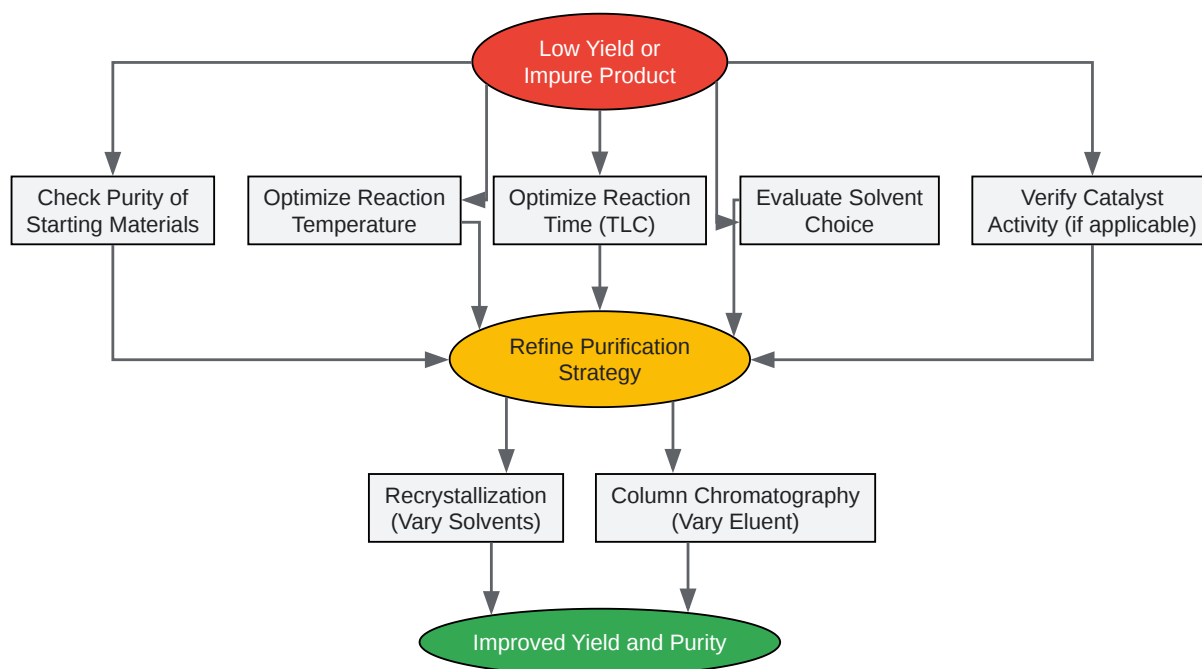 Low Yield or
Impure Product
Check Purity of
Starting Materials
Optimize Reaction
Temperature
Optimize Reaction
Time (TLC)
Evaluate Solvent
Choice
Verify Catalyst
Activity (if applicable)
Refine Purification
Strategy
Recrystallization
(Vary Solvents)
Column Chromatography
(Vary Eluent)
Improved Yield and Purity